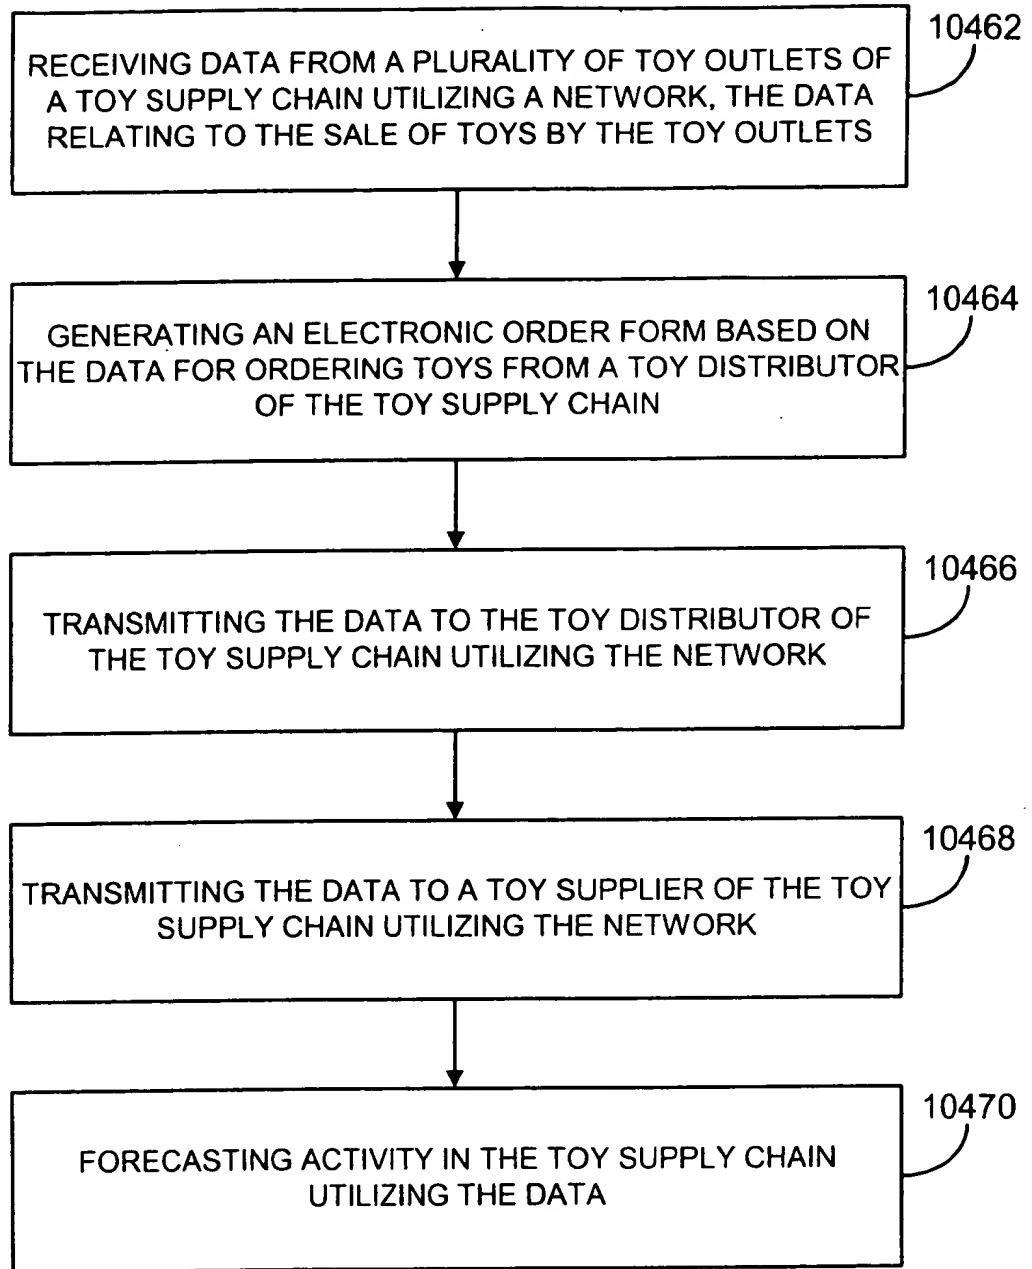 10462
RECEIVING DATA FROM A PLURALITY OF TOY OUTLETS OF
A TOY SUPPLY CHAIN UTILIZING A NETWORK, THE DATA
RELATING TO THE SALE OF TOYS BY THE TOY OUTLETS
10464
GENERATING AN ELECTRONIC ORDER FORM BASED ON
THE DATA FOR ORDERING TOYS FROM A TOY DISTRIBUTOR
OF THE TOY SUPPLY CHAIN
10466
TRANSMITTING THE DATA TO THE TOY DISTRIBUTOR OF
THE TOY SUPPLY CHAIN UTILIZING THE NETWORK
10468
TRANSMITTING THE DATA TO A TOY SUPPLIER OF THE TOY
SUPPLY CHAIN UTILIZING THE NETWORK
10470
FORECASTING ACTIVITY IN THE TOY SUPPLY CHAIN
UTILIZING THE DATA